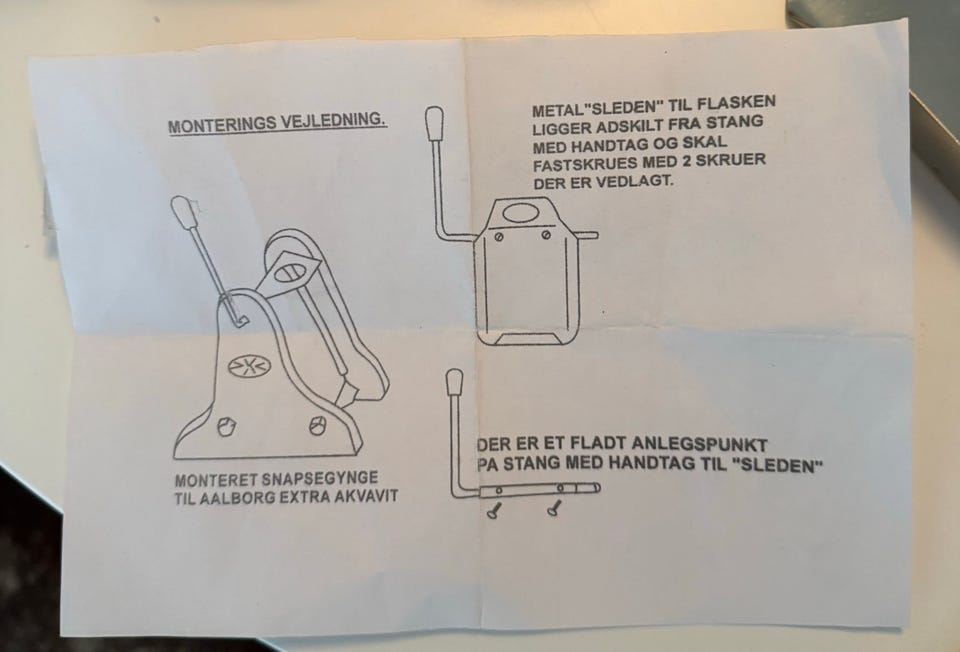 MONTERINGS VEJLEDNING.
METAL"SLEDEN" TIL FLASKEN
LIGGER ADSKILT FRA STANG
MED HANDTAG OG SKAL
FASTSKRUES MED 2 SKRUER
DER ER VEDLAGT.
MONTERET SNAPSEGYNGE
TIL AALBORG EXTRA AKVAVIT
DER ER ET FLADT ANLEGSPUNKT
PA STANG MED HANDTAG TIL "SLEDEN"